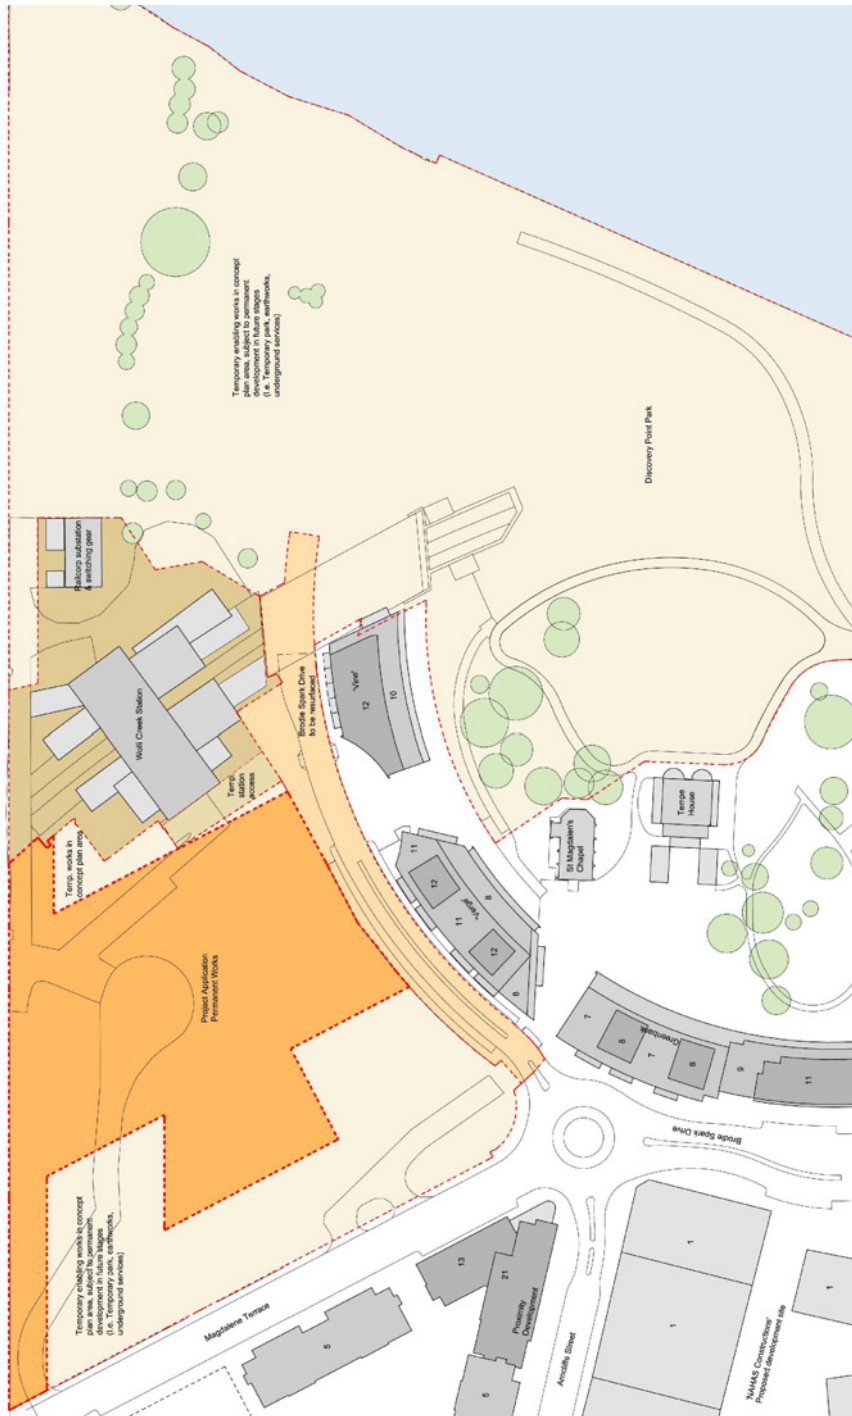 Temporary enabling works in concept
plan area, subject to permanent
development in future stages
(I.e. Temporary park, earthworks,
underground services)
Discovery Point Park
Railcorp substation
& switching gear
Wolli Creek Station
Brodie Spark Drive
to be resurfaced
'Vine'
12
10
Temp.
station
access
Temp. works in
concept plan area
Project Application
Permanent Works
11
12
11
'Verge'
8
12
8
St Magdalen's
Chapel
Tempe
House
7
8
Greenbank
7
8
9
11
Brodie Spark Drive
Temporary enabling works in concept
plan area, subject to permanent
development in future stages
(I.e. Temporary park, earthworks,
underground services)
Magdalene Terrace
13
21
Proximity
Development
5
5
Arncliffe Street
1
1
1
'NAHAS Constructions'
Proposed development site